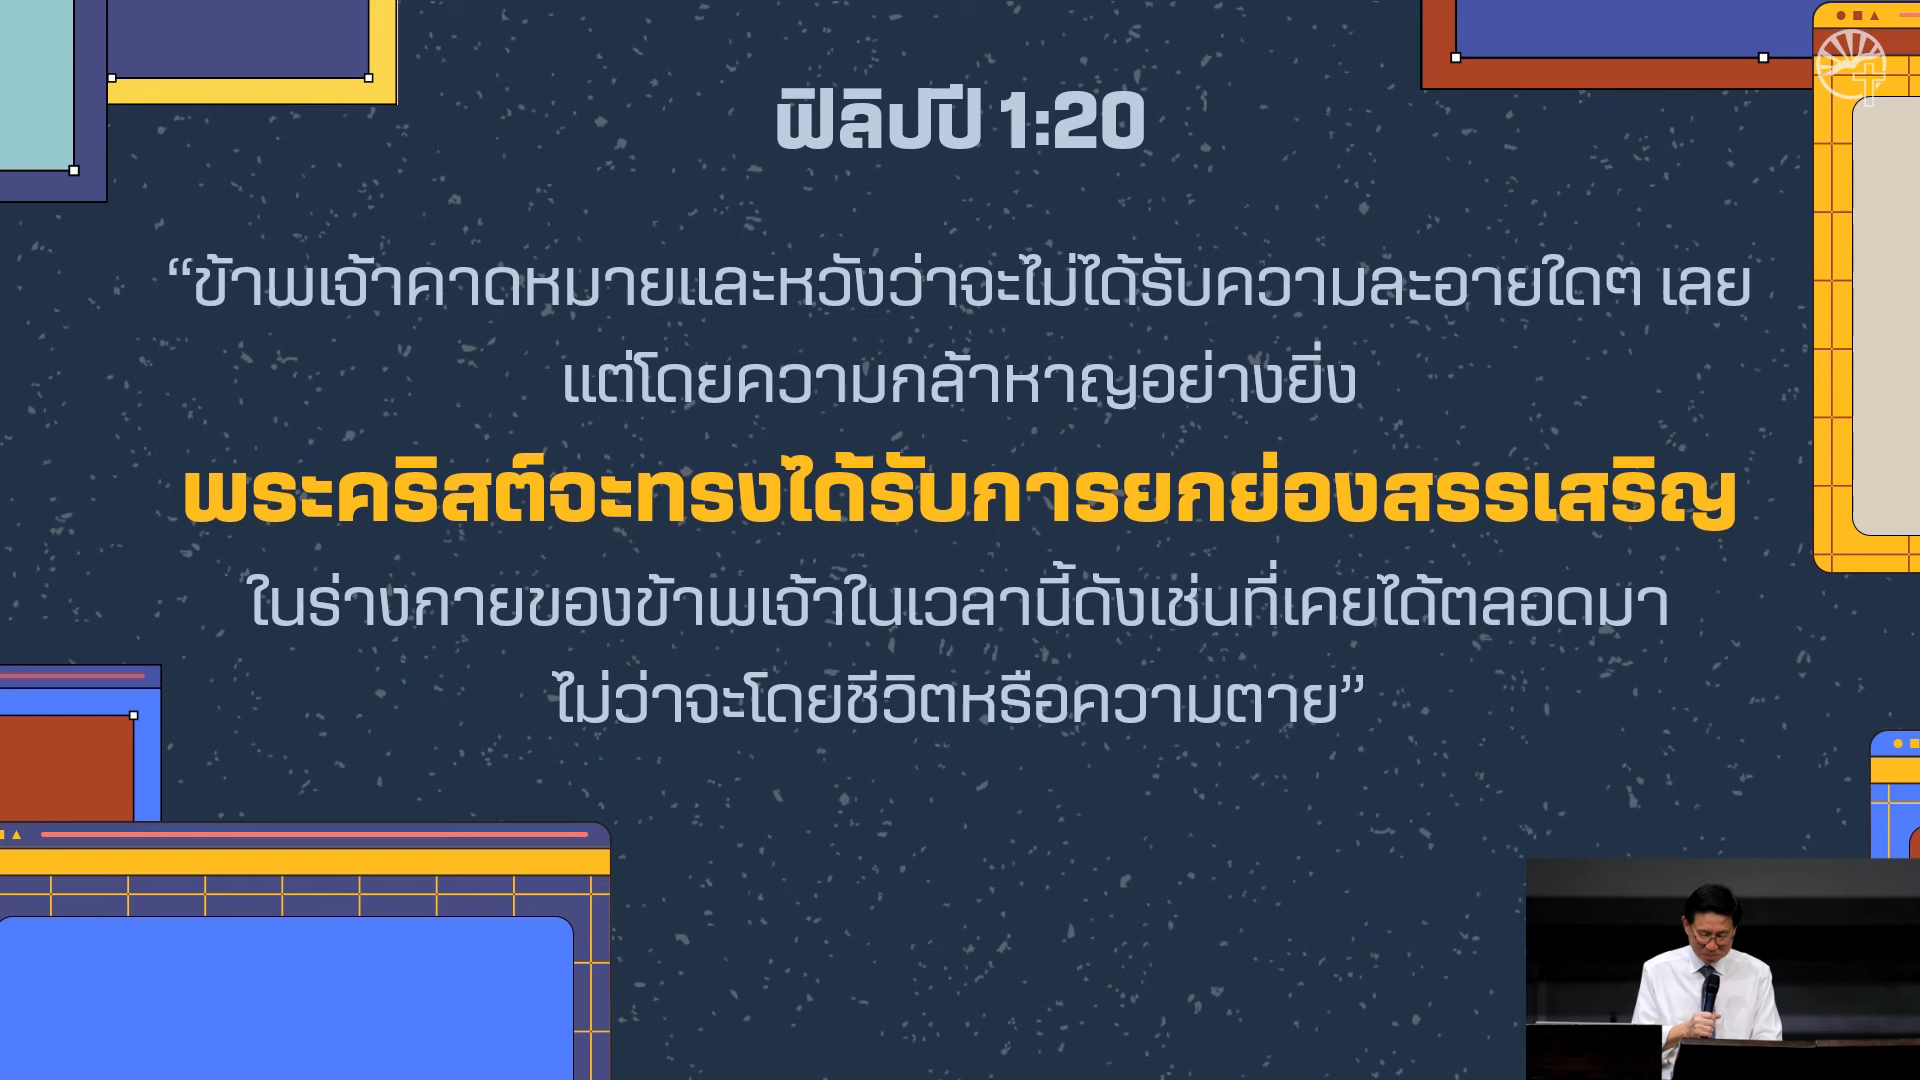 ฟิลิปปี 1:20
“ข้าพเจ้าคาดหมายและหวังว่าจะไม่ได้รับความละอายใดๆ เลย
แต่โดยความกล้าหาญอย่างยิ่ง
พระคริสต์จะทรงได้รับการยกย่องสรรเสริญ
ในร่างกายของข้าพเจ้าในเวลานี้ดังเช่นที่เคยได้ตลอดมา
ไม่ว่าจะโดยชีวิตหรือความตาย”